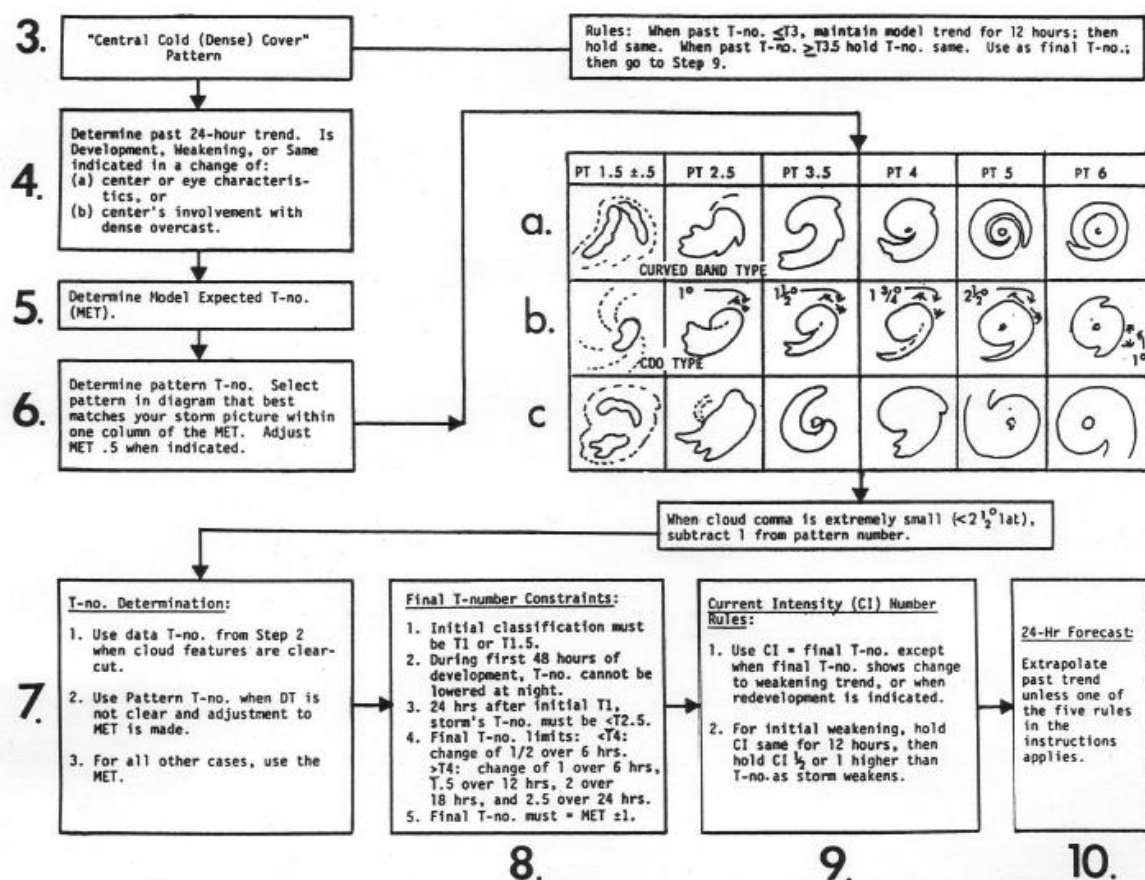 3.
"Central Cold (Dense) Cover"
Pattern
Rules: When past T-no. ≤T3, maintain model trend for 12 hours; then
hold same. When past T-no. ≥T3.5 hold T-no. same. Use as final T-no.;
then go to Step 9.
4.
Determine past 24-hour trend. Is
Development, Weakening, or Same
indicated in a change of:
(a) center or eye characteris-
tics, or
(b) center's involvement with
dense overcast.
5.
Determine Model Expected T-no.
(MET).
6.
Determine pattern T-no. Select
pattern in diagram that best
matches your storm picture within
one column of the MET. Adjust
MET .5 when indicated.
PT 1.5 ±.5 PT 2.5 PT 3.5 PT 4 PT 5 PT 6
a.
CURVED BAND TYPE
b.
1° 1½° 1 ¾° 2½°
1°
CDO TYPE
c
When cloud comma is extremely small (<2 ½° lat),
subtract 1 from pattern number.
7.
T-no. Determination:
1. Use data T-no. from Step 2
when cloud features are clear-
cut.
2. Use Pattern T-no. when DT is
not clear and adjustment to
MET is made.
3. For all other cases, use the
MET.
Final T-number Constraints:
1. Initial classification must
be T1 or T1.5.
2. During first 48 hours of
development, T-no. cannot be
lowered at night.
3. 24 hrs after initial T1,
storm's T-no. must be <T2.5.
4. Final T-no. limits: <T4:
change of 1/2 over 6 hrs.
>T4: change of 1 over 6 hrs,
T.5 over 12 hrs, 2 over
18 hrs, and 2.5 over 24 hrs.
5. Final T-no. must = MET ±1.
8.
Current Intensity (CI) Number
Rules:
1. Use CI = final T-no. except
when final T-no. shows change
to weakening trend, or when
redevelopment is indicated.
2. For initial weakening, hold
CI same for 12 hours, then
hold CI ½ or 1 higher than
T-no. as storm weakens.
9.
24-Hr Forecast:
Extrapolate
past trend
unless one of
the five rules
in the
instructions
applies.
10.